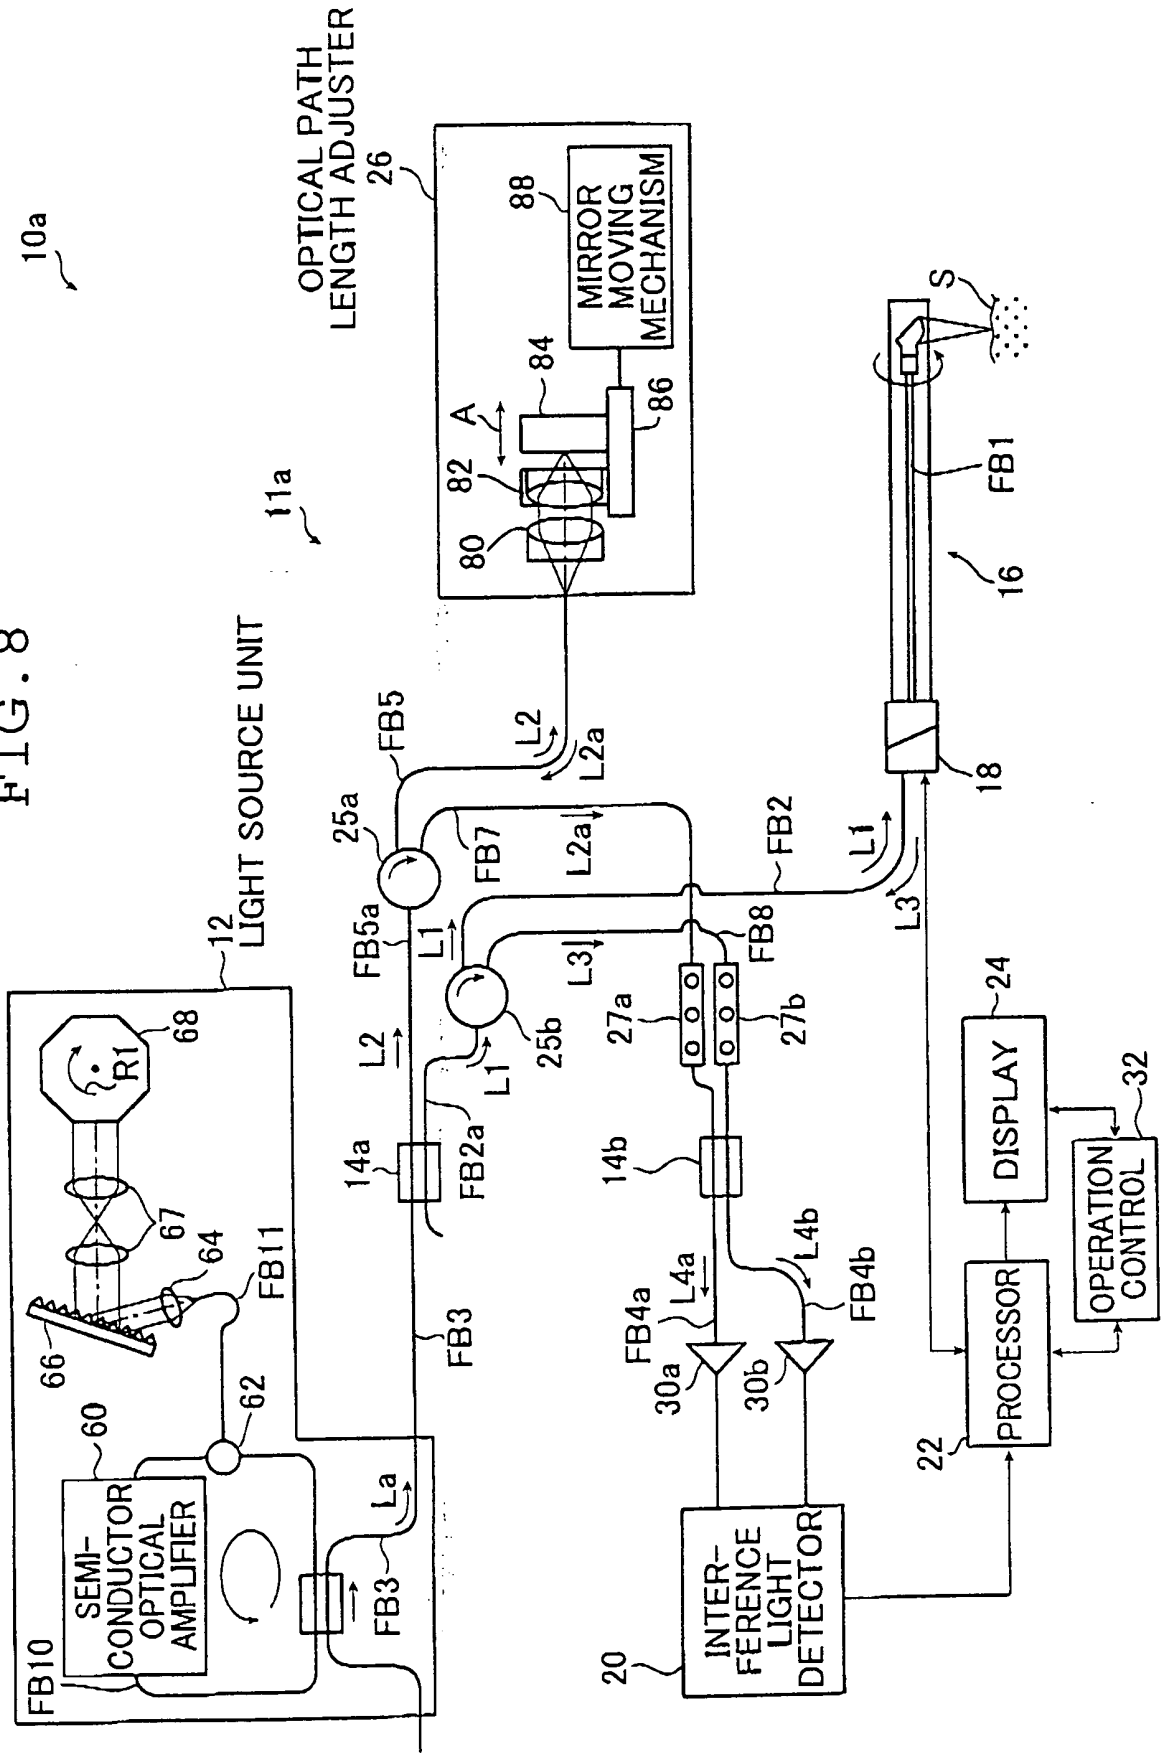 FIG. 8
10a
11a
12
LIGHT SOURCE UNIT
OPTICAL PATH
LENGTH ADJUSTER
26
FB10
SEMI-
CONDUCTOR
OPTICAL
AMPLIFIER
60
62
66
64
FB11
67
68
R1
FB3
La
FB3
14a
FB2a
L2
L1
FB5a
L1
25a
25b
FB5
FB7
L2
L2a
L2a
L3
FB8
FB2
80
82
A
84
86
88
MIRROR
MOVING
MECHANISM
27a
27b
14b
L4a
L4b
FB4a
FB4b
30a
30b
20
INTER-
FERENCE
LIGHT
DETECTOR
22
PROCESSOR
24
DISPLAY
32
OPERATION
CONTROL
L1
L3
18
16
FB1
S